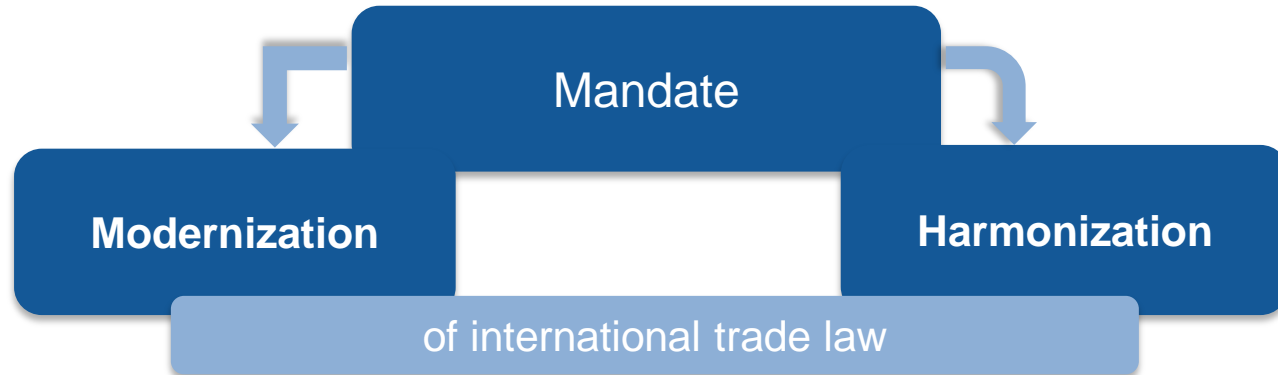 Mandate
Modernization
Harmonization
of international trade law